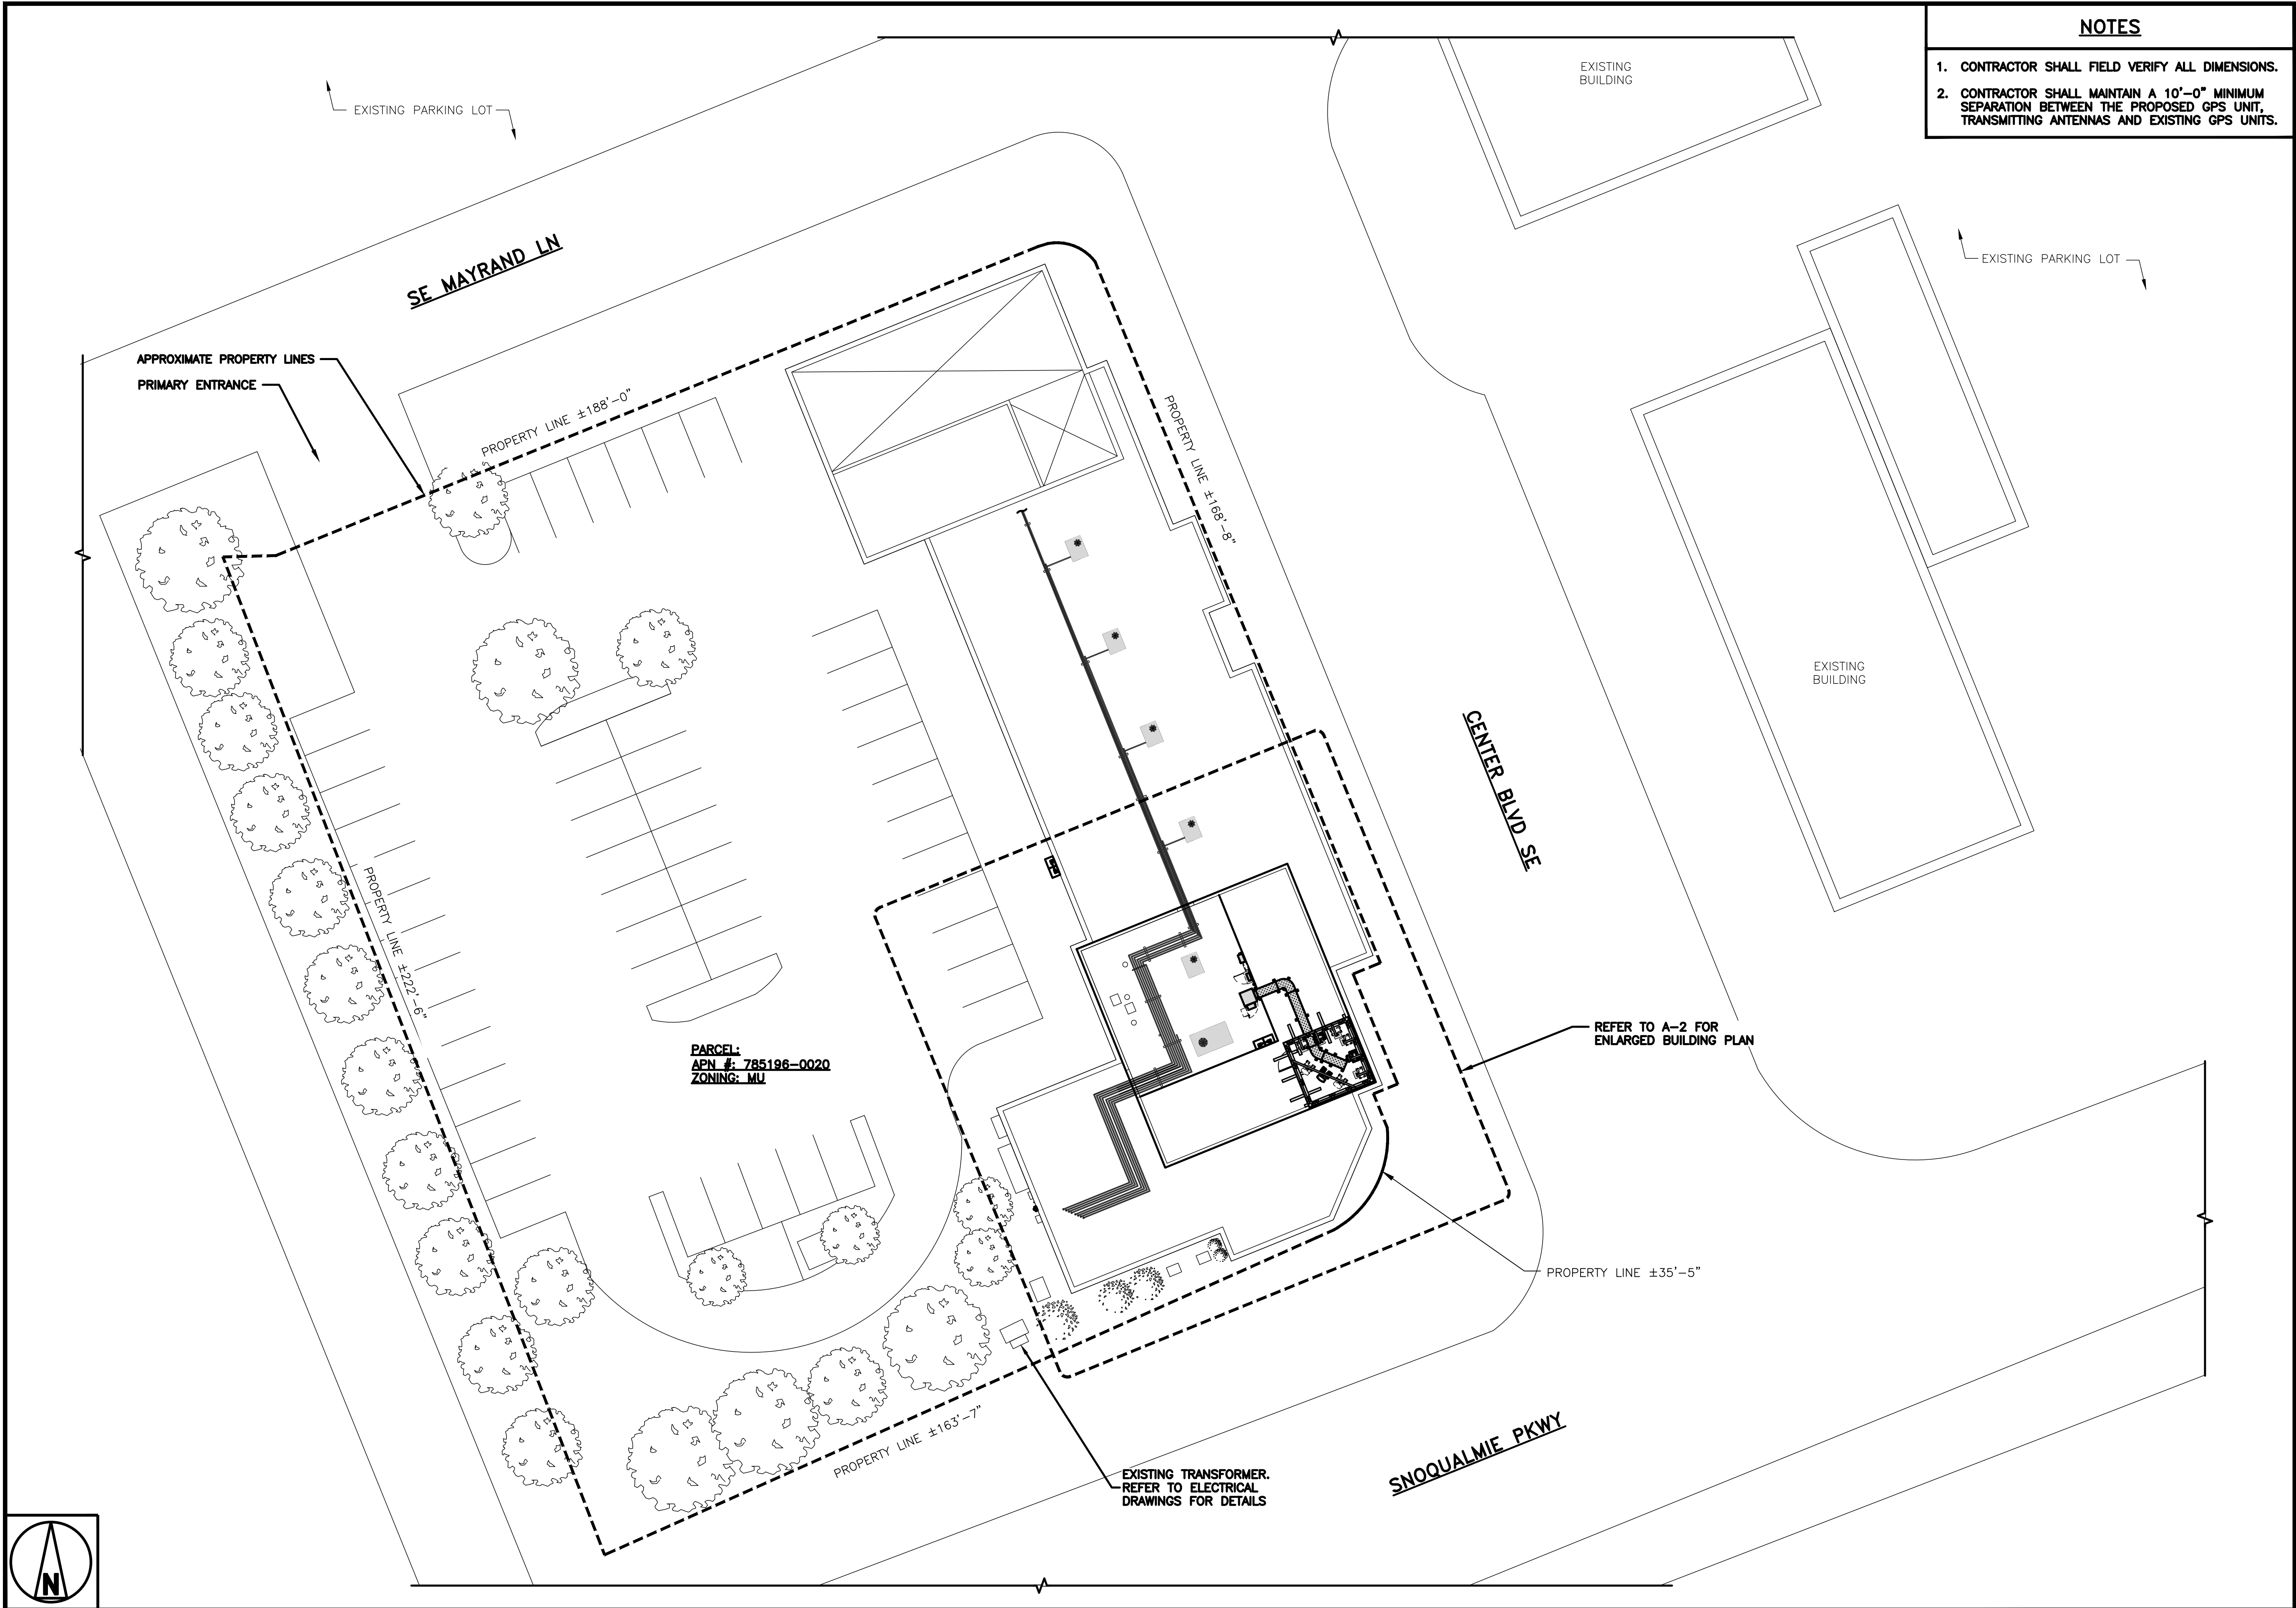 NOTES
1. CONTRACTOR SHALL FIELD VERIFY ALL DIMENSIONS.
2. CONTRACTOR SHALL MAINTAIN A 10'-0" MINIMUM
SEPARATION BETWEEN THE PROPOSED GPS UNIT,
TRANSMITTING ANTENNAS AND EXISTING GPS UNITS.
EXISTING
BUILDING
EXISTING PARKING LOT
SE MAYRAND LN
EXISTING PARKING LOT
APPROXIMATE PROPERTY LINES
PRIMARY ENTRANCE
PROPERTY LINE ±188'-0"
PROPERTY LINE ±168'-8"
EXISTING
BUILDING
CENTER BLVD SE
PROPERTY LINE ±222'-6"
REFER TO A-2 FOR
ENLARGED BUILDING PLAN
PARCEL:
APN #: 785196-0020
ZONING: MU
PROPERTY LINE ±35'-5"
PROPERTY LINE ±163'-7"
SNOQUALMIE PKWY
EXISTING TRANSFORMER.
REFER TO ELECTRICAL
DRAWINGS FOR DETAILS
N